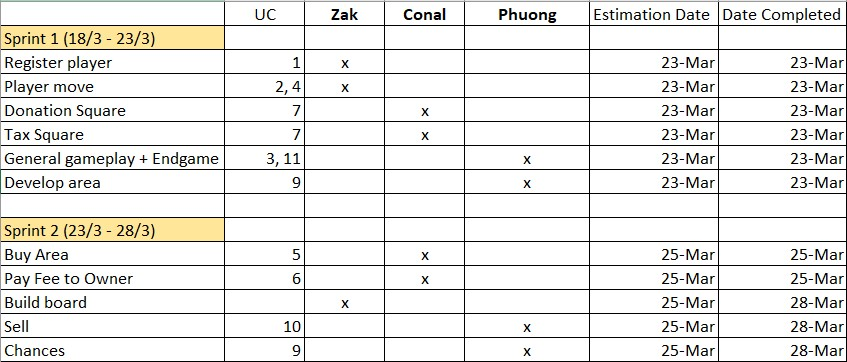 UC Zak Conal Phuong Estimation Date Date Completed
Sprint 1 (18/3 - 23/3)
Register player 1 x 23-Mar 23-Mar
Player move 2, 4 x 23-Mar 23-Mar
Donation Square 7 x 23-Mar 23-Mar
Tax Square 7 x 23-Mar 23-Mar
General gameplay + Endgame 3, 11 x 23-Mar 23-Mar
Develop area 9 x 23-Mar 23-Mar
Sprint 2 (23/3 - 28/3)
Buy Area 5 x 25-Mar 25-Mar
Pay Fee to Owner 6 x 25-Mar 25-Mar
Build board x 25-Mar 28-Mar
Sell 10 x 25-Mar 28-Mar
Chances 9 x 25-Mar 28-Mar